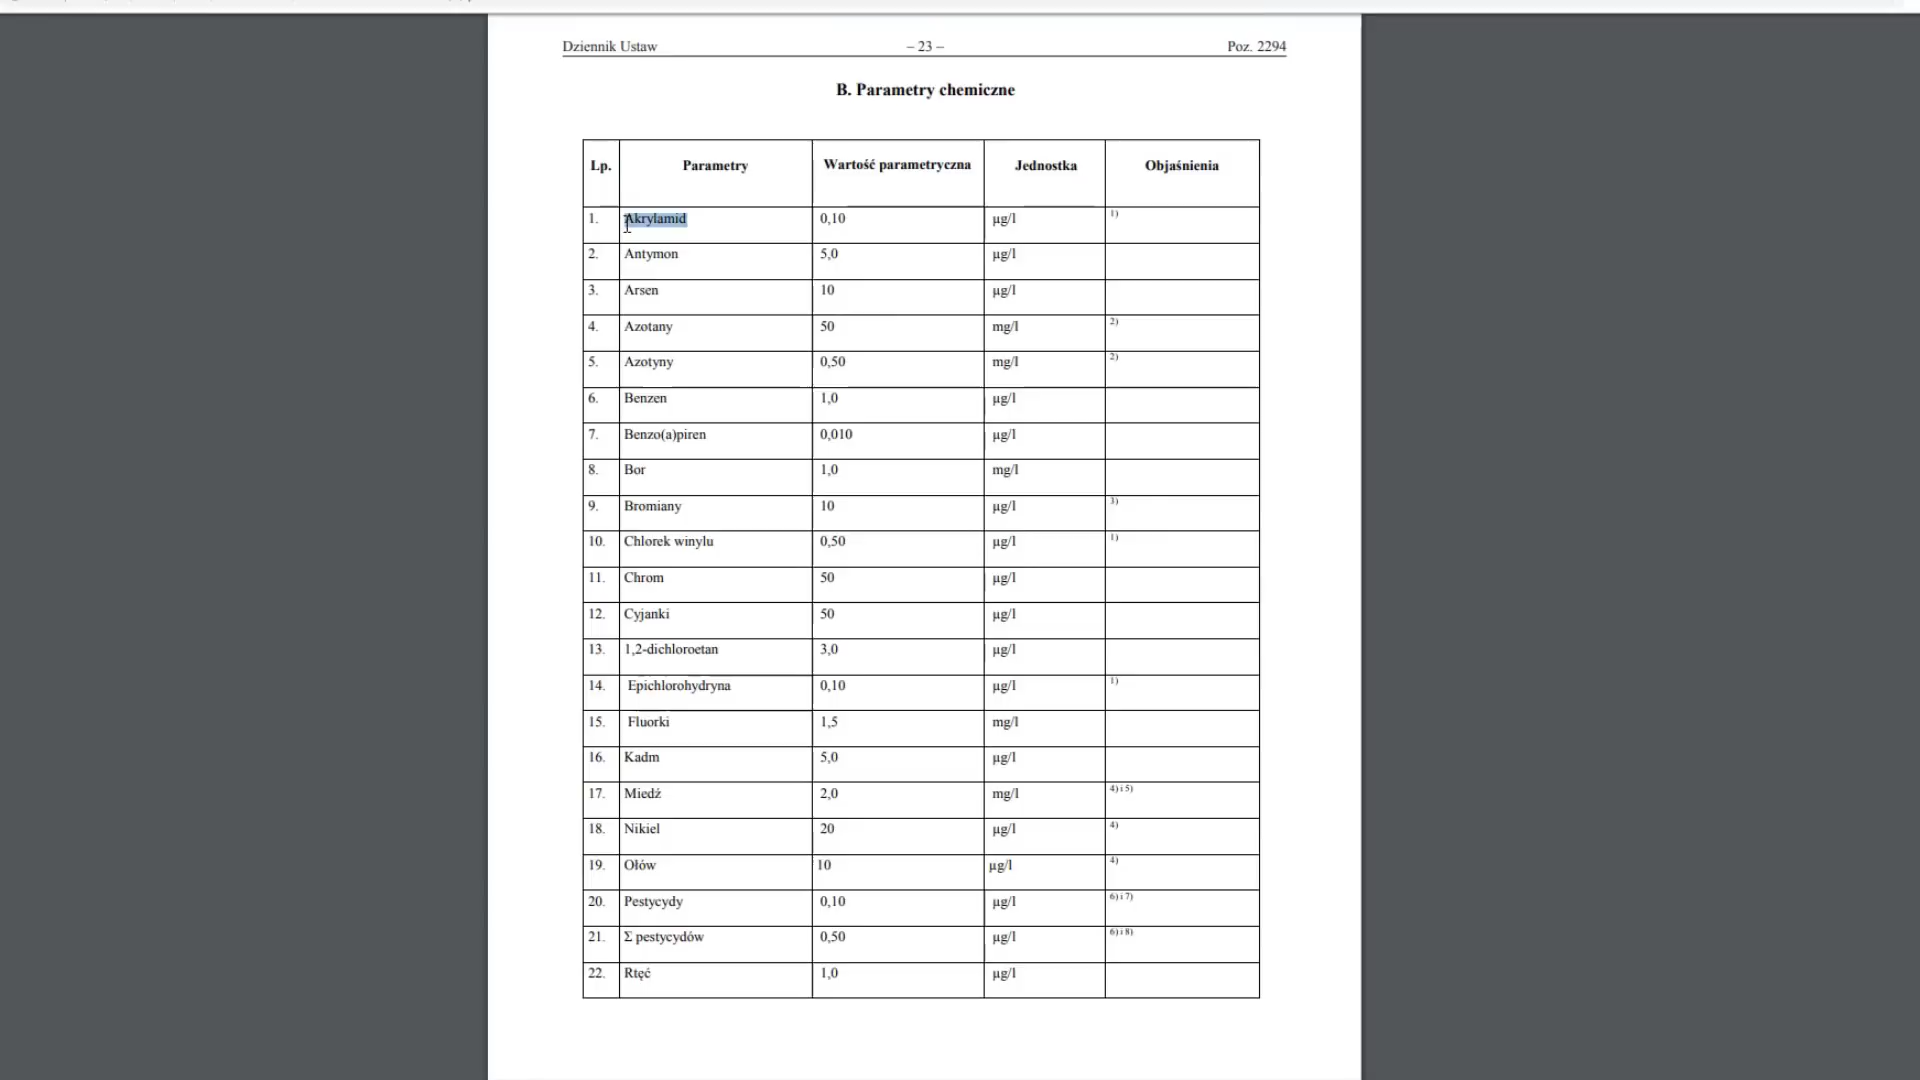 Dziennik Ustaw – 23 – Poz. 2294
B. Parametry chemiczne
Lp. Parametry Wartość parametryczna Jednostka Objaśnienia
1. Akrylamid 0,10 µg/l 1)
2. Antymon 5,0 µg/l
3. Arsen 10 µg/l
4. Azotany 50 mg/l 2)
5. Azotyny 0,50 mg/l 2)
6. Benzen 1,0 µg/l
7. Benzo(a)piren 0,010 µg/l
8. Bor 1,0 mg/l
9. Bromiany 10 µg/l 3)
10. Chlorek winylu 0,50 µg/l 1)
11. Chrom 50 µg/l
12. Cyjanki 50 µg/l
13. 1,2-dichloroetan 3,0 µg/l
14. Epichlorohydryna 0,10 µg/l 1)
15. Fluorki 1,5 mg/l
16. Kadm 5,0 µg/l
17. Miedź 2,0 mg/l 4) i 5)
18. Nikiel 20 µg/l 4)
19. Ołów 10 µg/l 4)
20. Pestycydy 0,10 µg/l 6) i 7)
21. Σ pestycydów 0,50 µg/l 6) i 8)
22. Rtęć 1,0 µg/l